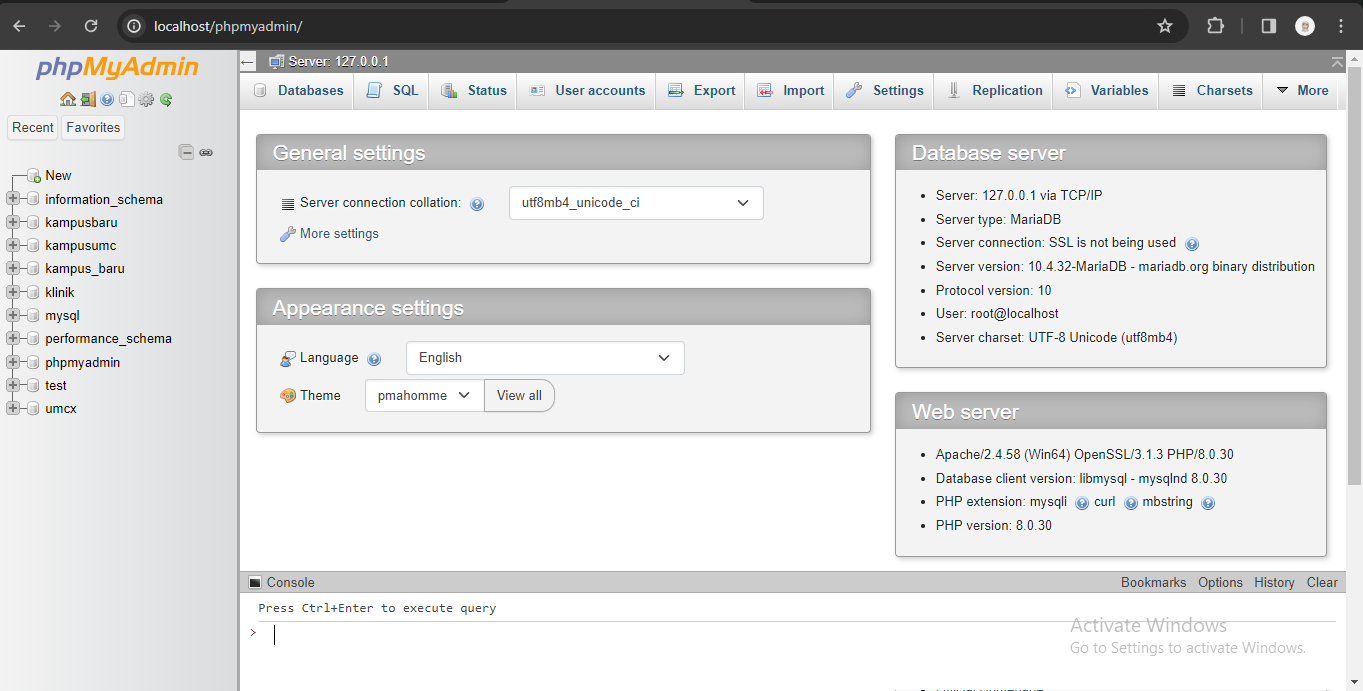 localhost/phpmyadmin/
phpMyAdmin
Recent Favorites
New
information_schema
kampusbaru
kampusumc
kampus_baru
klinik
mysql
performance_schema
phpmyadmin
test
umcx
Server: 127.0.0.1
Databases SQL Status User accounts Export Import Settings Replication Variables Charsets More
General settings
Server connection collation: utf8mb4_unicode_ci
More settings
Appearance settings
Language English
Theme pmahomme View all
Database server
Server: 127.0.0.1 via TCP/IP
Server type: MariaDB
Server connection: SSL is not being used
Server version: 10.4.32-MariaDB - mariadb.org binary distribution
Protocol version: 10
User: root@localhost
Server charset: UTF-8 Unicode (utf8mb4)
Web server
Apache/2.4.58 (Win64) OpenSSL/3.1.3 PHP/8.0.30
Database client version: libmysql - mysqlnd 8.0.30
PHP extension: mysqli curl mbstring
PHP version: 8.0.30
Console Bookmarks Options History Clear
Press Ctrl+Enter to execute query
>
Activate Windows
Go to Settings to activate Windows.